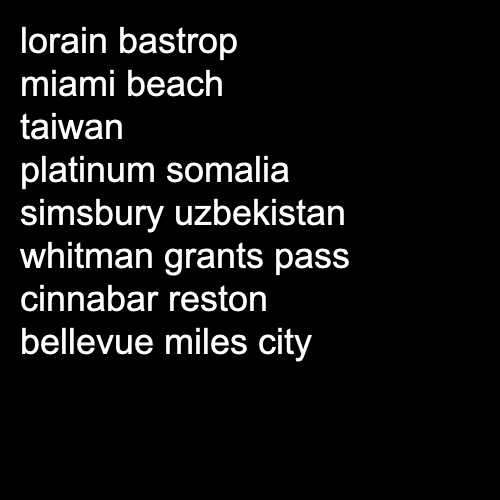 lorain bastrop
miami beach
taiwan
platinum somalia
simsbury uzbekistan
whitman grants pass
cinnabar reston
bellevue miles city